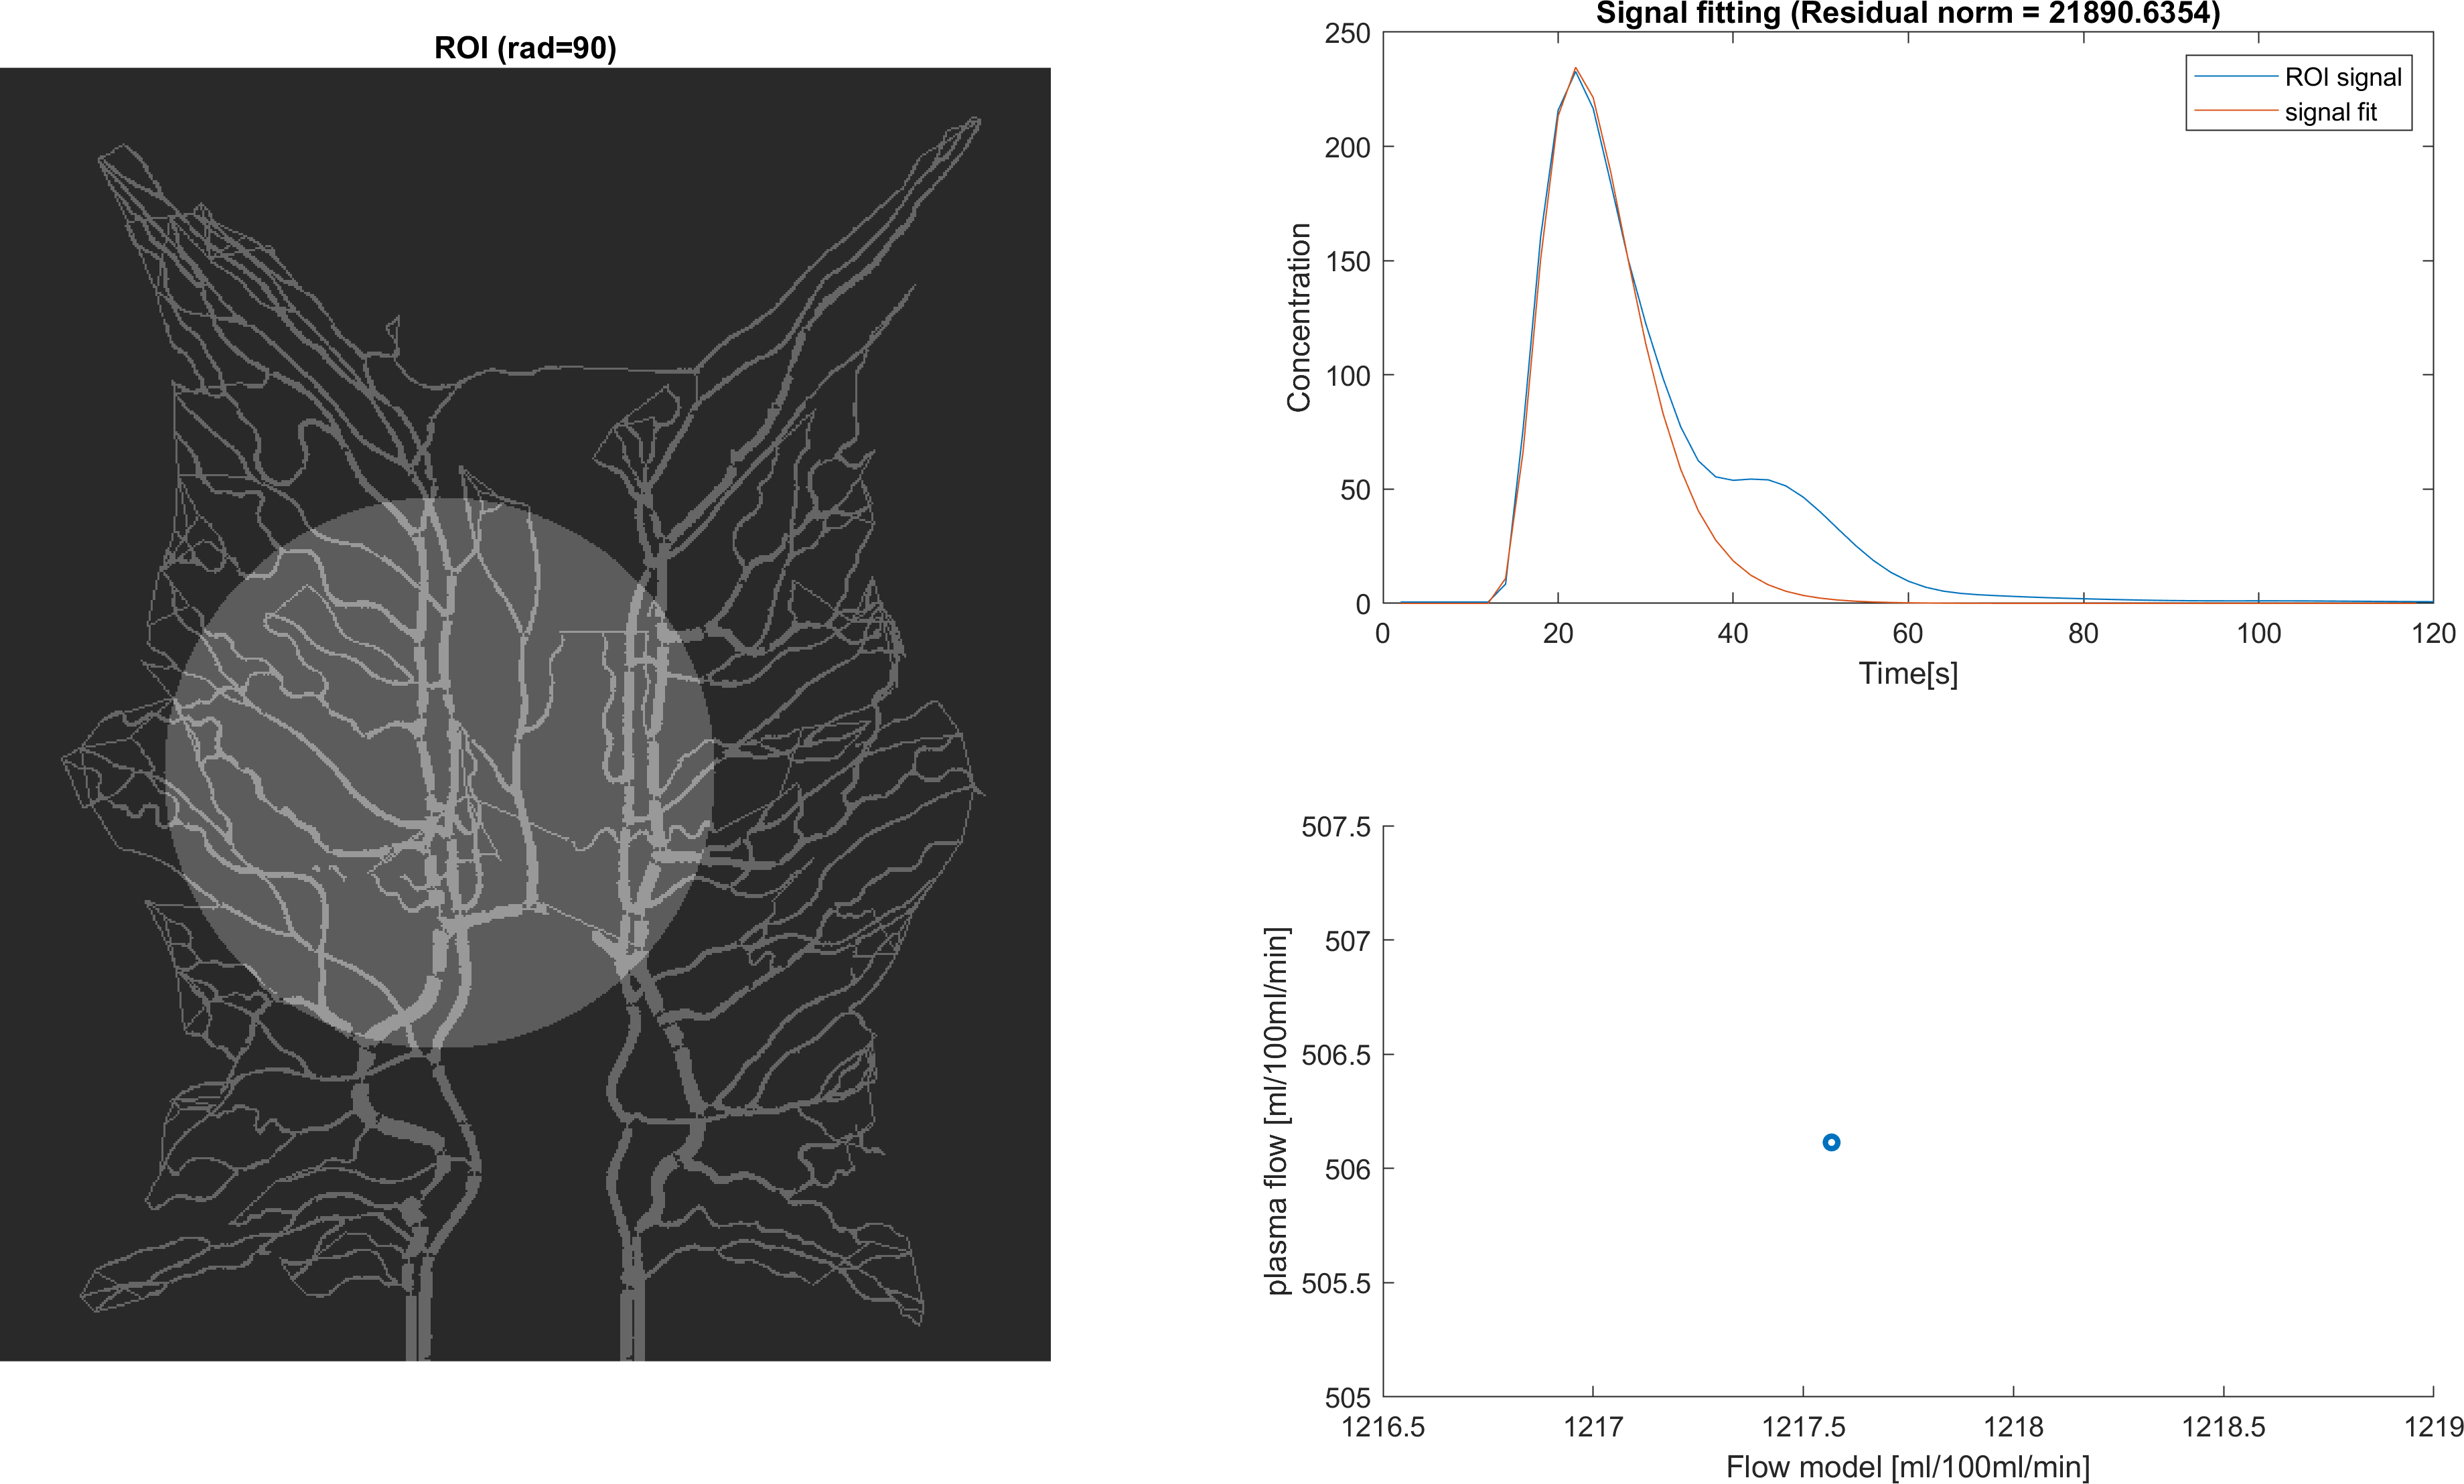 ROI (rad=90)
Signal fitting (Residual norm = 21890.6354)
250
200
150
100
50
0
Concentration
ROI signal
signal fit
0 20 40 60 80 100 120
Time[s]
507.5
507
506.5
506
505.5
505
plasma flow [ml/100ml/min]
1216.5 1217 1217.5 1218 1218.5 1219
Flow model [ml/100ml/min]